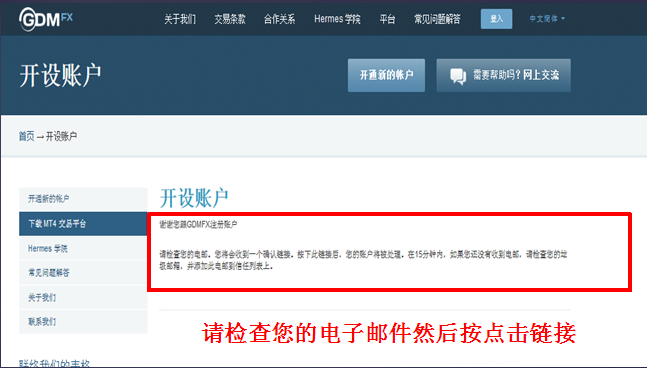 GDMFX
关于我们 交易条款 合作关系 Hermes 学院 平台 常见问题解答 登入 中文简体
开设账户
开通新的帐户 需要帮助吗? 网上交流
首页 → 开设账户
开通新的帐户
下载 MT4 交易平台
Hermes 学院
常见问题解答
关于我们
联系我们
联络我们的表格
开设账户
谢谢您跟GDMFX注册账户
请检查您的电邮。您将会收到一个确认链接。按下此链接后，您的账户将被处理。在15分钟内，如果您还没有收到电邮，请检查您的垃
圾邮箱，并添加此电邮到信任列表上。
请检查您的电子邮件然后按点击链接